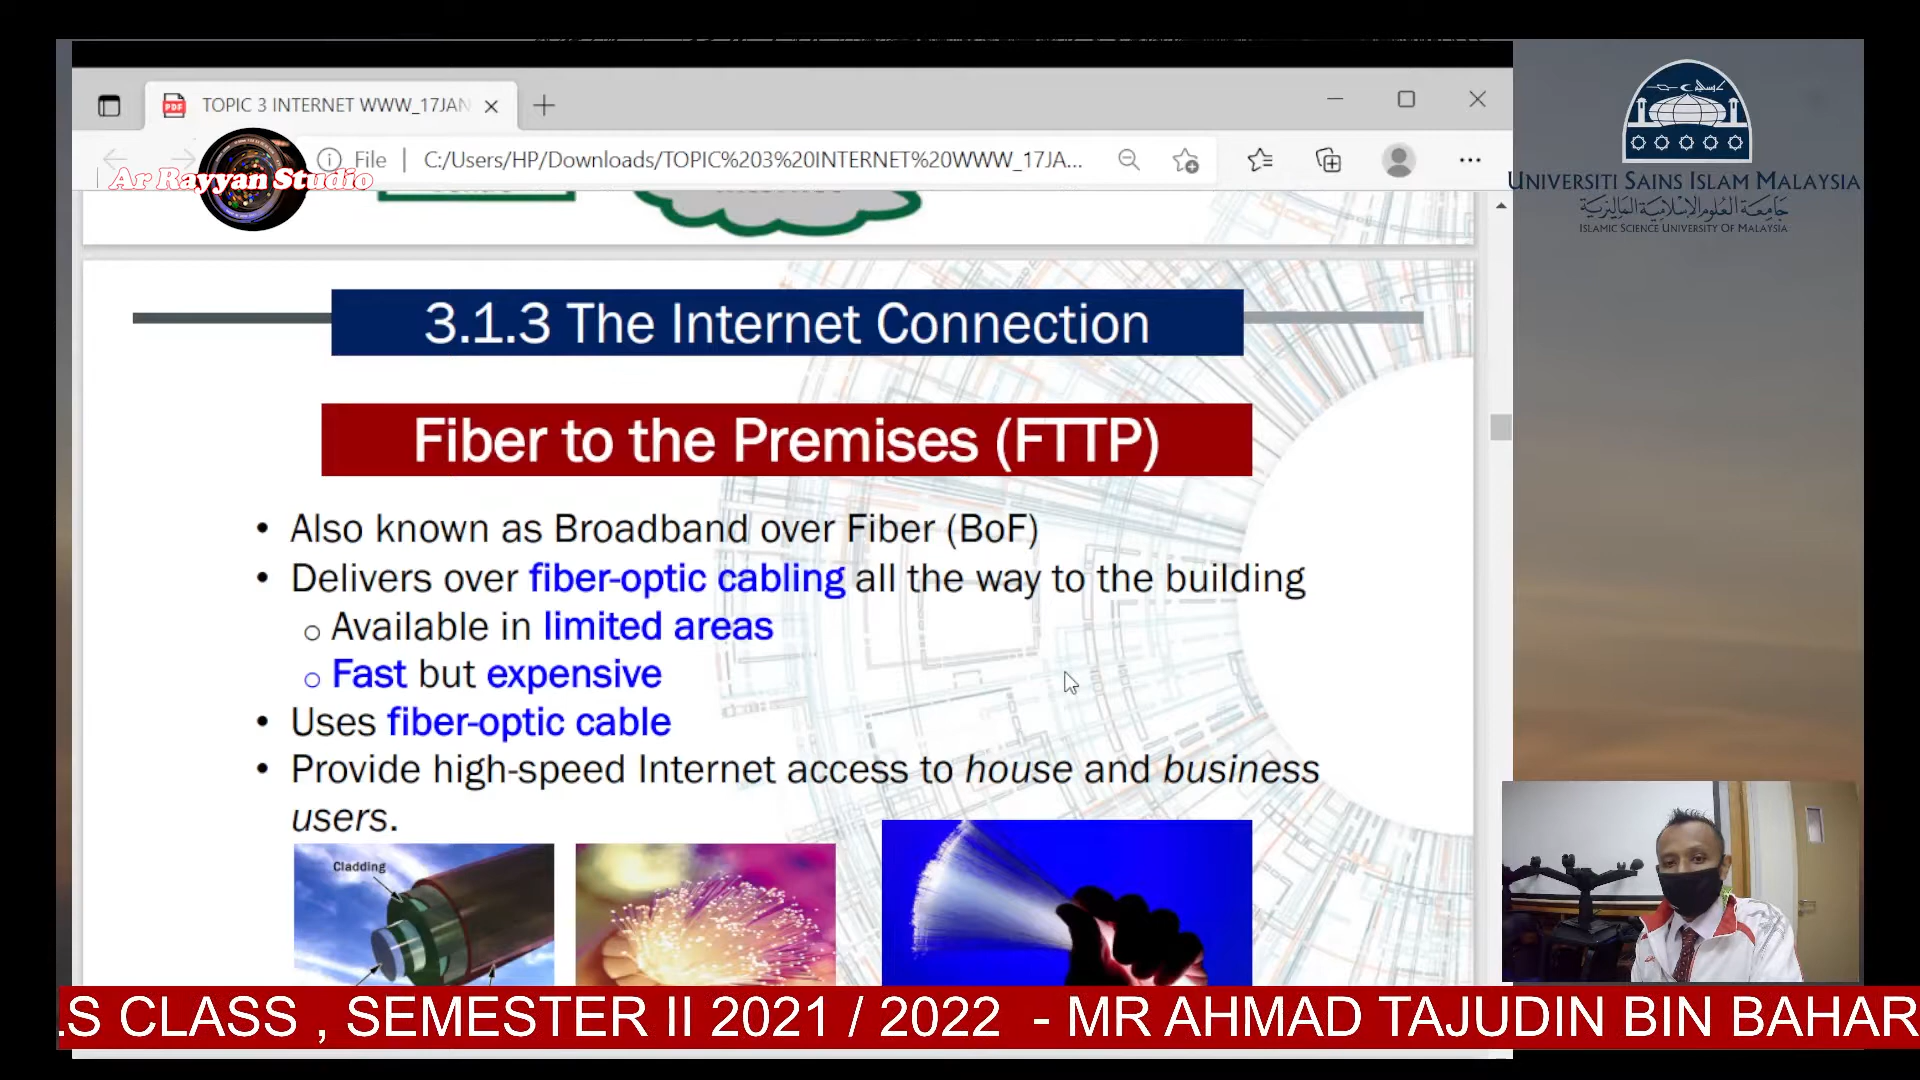 TOPIC 3 INTERNET WWW_17JAN
File
C:/Users/HP/Downloads/TOPIC%203%20INTERNET%20WWW_17JA...
Ar Rayyan Studio
UNIVERSITI SAINS ISLAM MALAYSIA
جامعة العلوم الإسلامية الماليزية
ISLAMIC SCIENCE UNIVERSITY OF MALAYSIA
3.1.3 The Internet Connection
Fiber to the Premises (FTTP)
• Also known as Broadband over Fiber (BoF)
• Delivers over fiber-optic cabling all the way to the building
o Available in limited areas
o Fast but expensive
• Uses fiber-optic cable
• Provide high-speed Internet access to house and business
users.
Cladding
.S CLASS , SEMESTER II 2021 / 2022 - MR AHMAD TAJUDIN BIN BAHAR